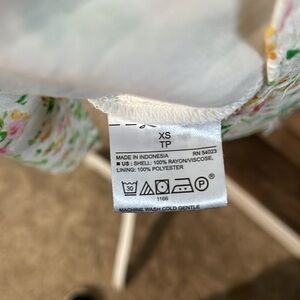 XS
TP
MADE IN INDONESIA
RN 54023
■ US : SHELL: 100% RAYON/VISCOSE,
LINING: 100% POLYESTER
30
P
1166
MACHINE WASH COLD GENTLE